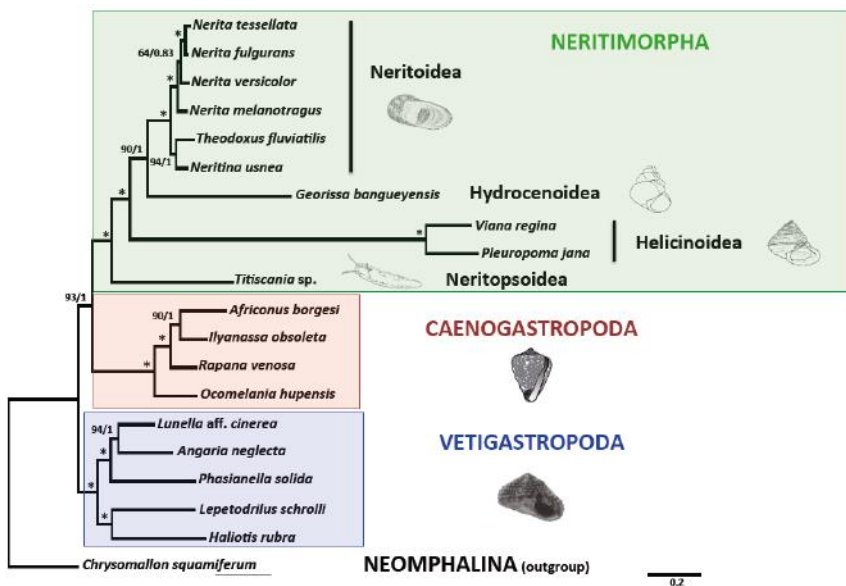 Nerita tessellata
NERITIMORPHA
64/0.83
Nerita fulgurans
Neritoidea
Nerita versicolor
Nerita melanotragus
Theodoxus fluviatilis
90/1
94/1
Neritina usnea
Georissa bangueyensis
Hydrocenoidea
Viana regina
Helicinoidea
Pleuropoma jana
Titiscania sp.
Neritopsoidea
93/1
Africonus borgesi
90/1
CAENOGASTROPODA
Ilyanassa obsoleta
Rapana venosa
Ocomelania hupensis
Lunella aff. cinerea
94/1
VETIGASTROPODA
Angaria neglecta
Phasianella solida
Lepetodrilus schrolli
Haliotis rubra
Chrysomallon squamiferum
NEOMPHALINA (outgroup)
0.2